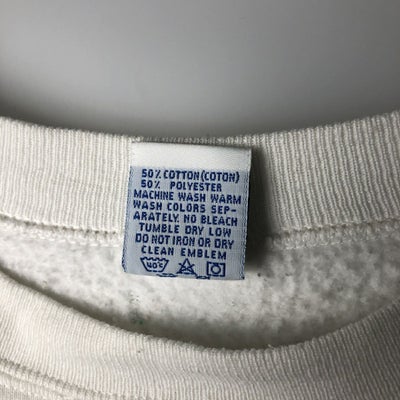 50% COTTON(COTON)
50% POLYESTER
MACHINE WASH WARM
WASH COLORS SEP-
ARATELY. NO BLEACH
TUMBLE DRY LOW
DO NOT IRON OR DRY
CLEAN EMBLEM
40°C